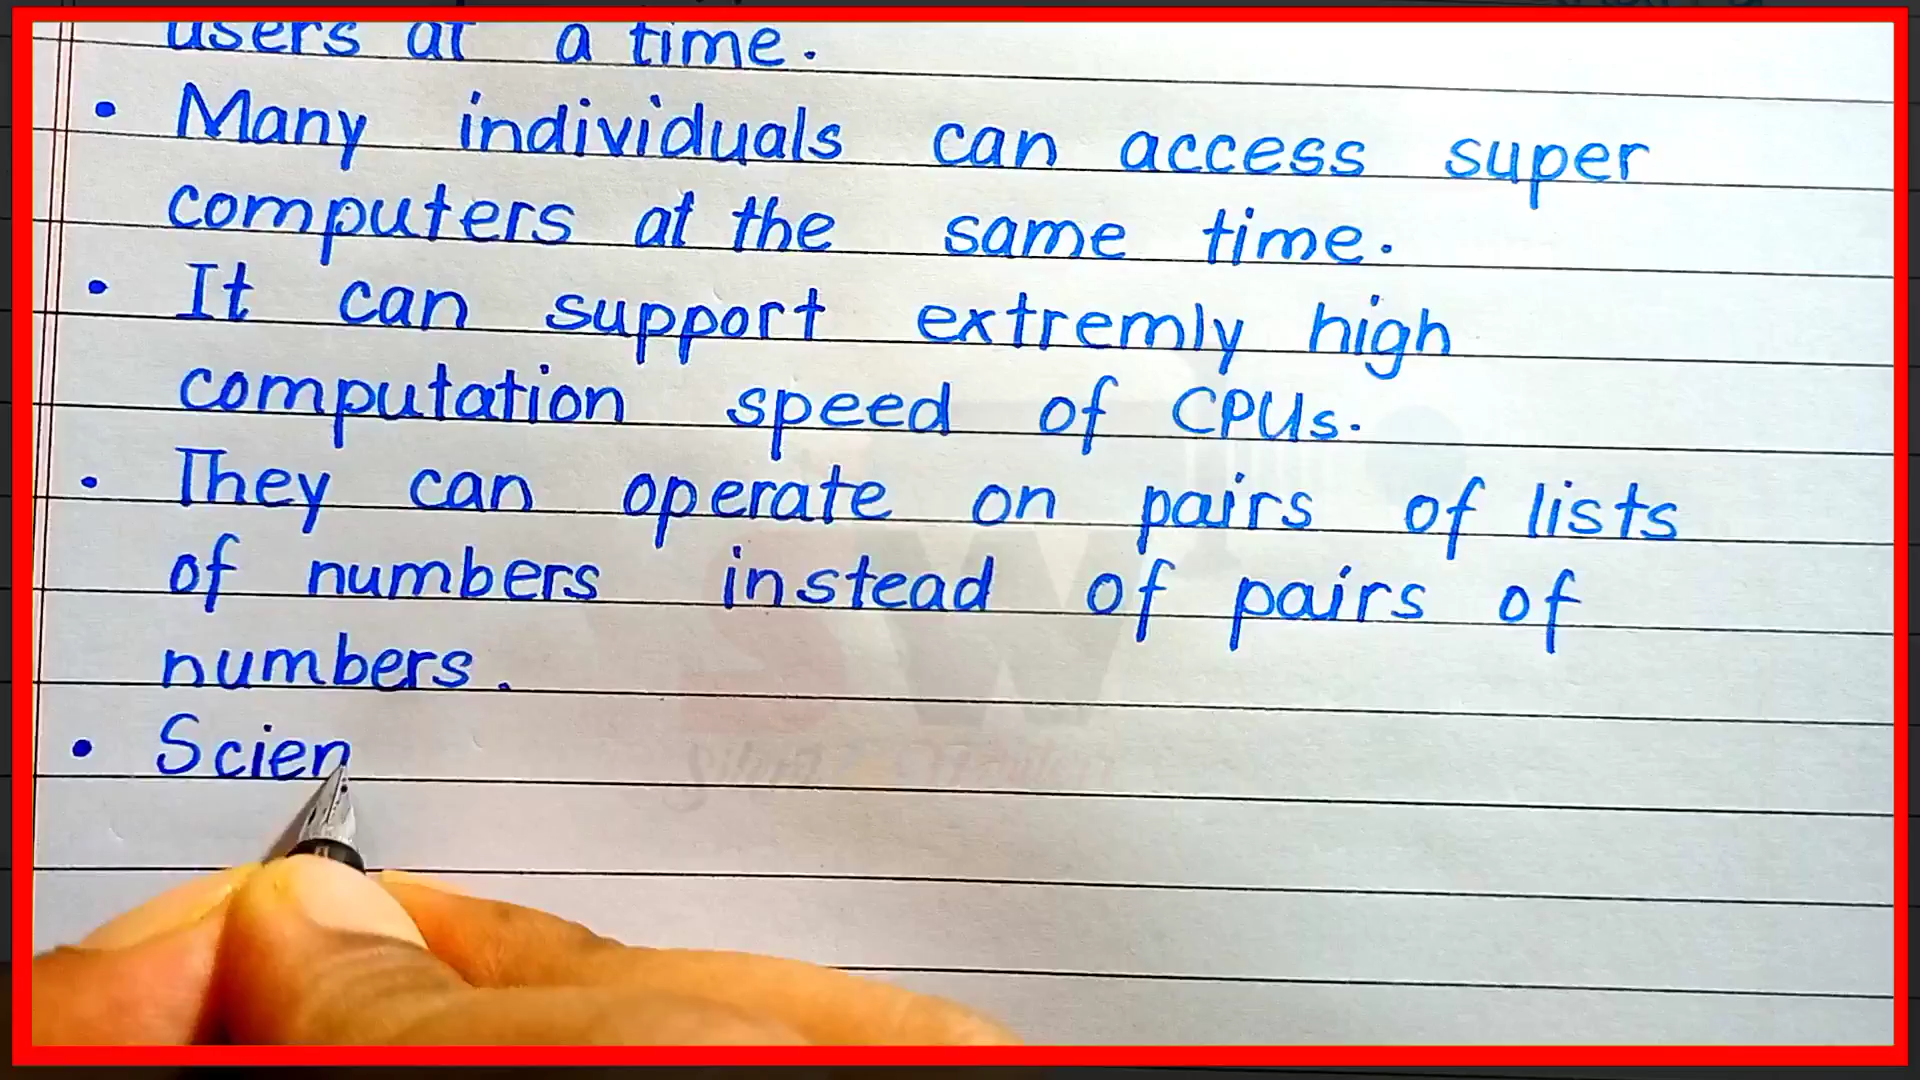 users at a time.
• Many individuals can access super
computers at the same time.
• It can support extremly high
computation speed of CPUs.
• They can operate on pairs of lists
of numbers instead of pairs of
numbers.
• Scien
SW